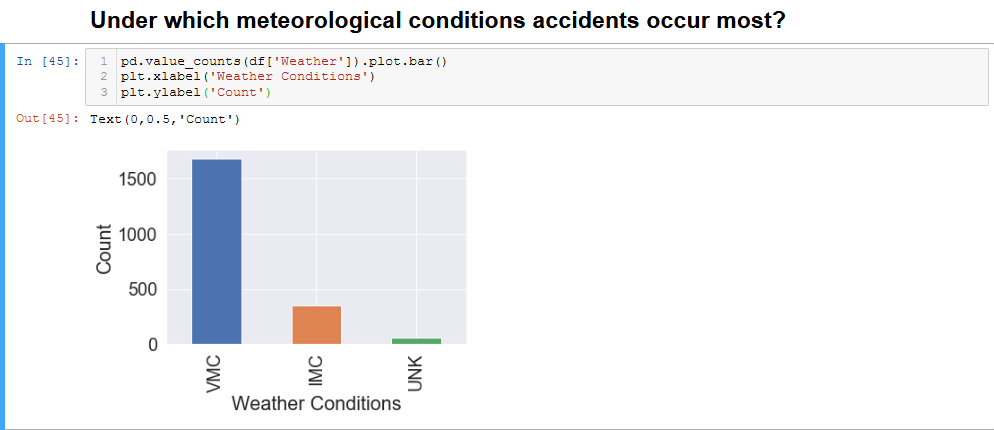 Under which meteorological conditions accidents occur most?
In [45]:
1 pd.value_counts(df['Weather']).plot.bar()
2 plt.xlabel('Weather Conditions')
3 plt.ylabel('Count')
Out[45]: Text(0,0.5,'Count')
1500
1000
500
0
Count
VMC
IMC
UNK
Weather Conditions